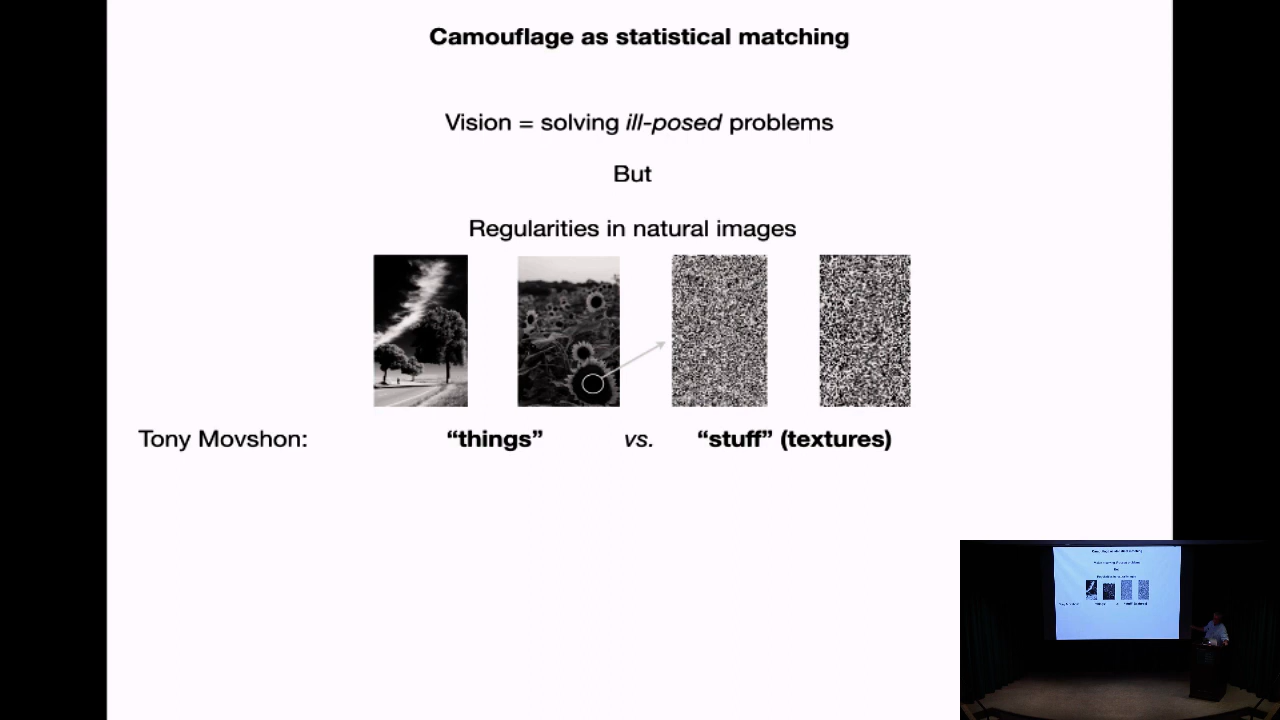 Camouflage as statistical matching
Vision = solving ill-posed problems
But
Regularities in natural images
Tony Movshon: “things” vs. “stuff” (textures)